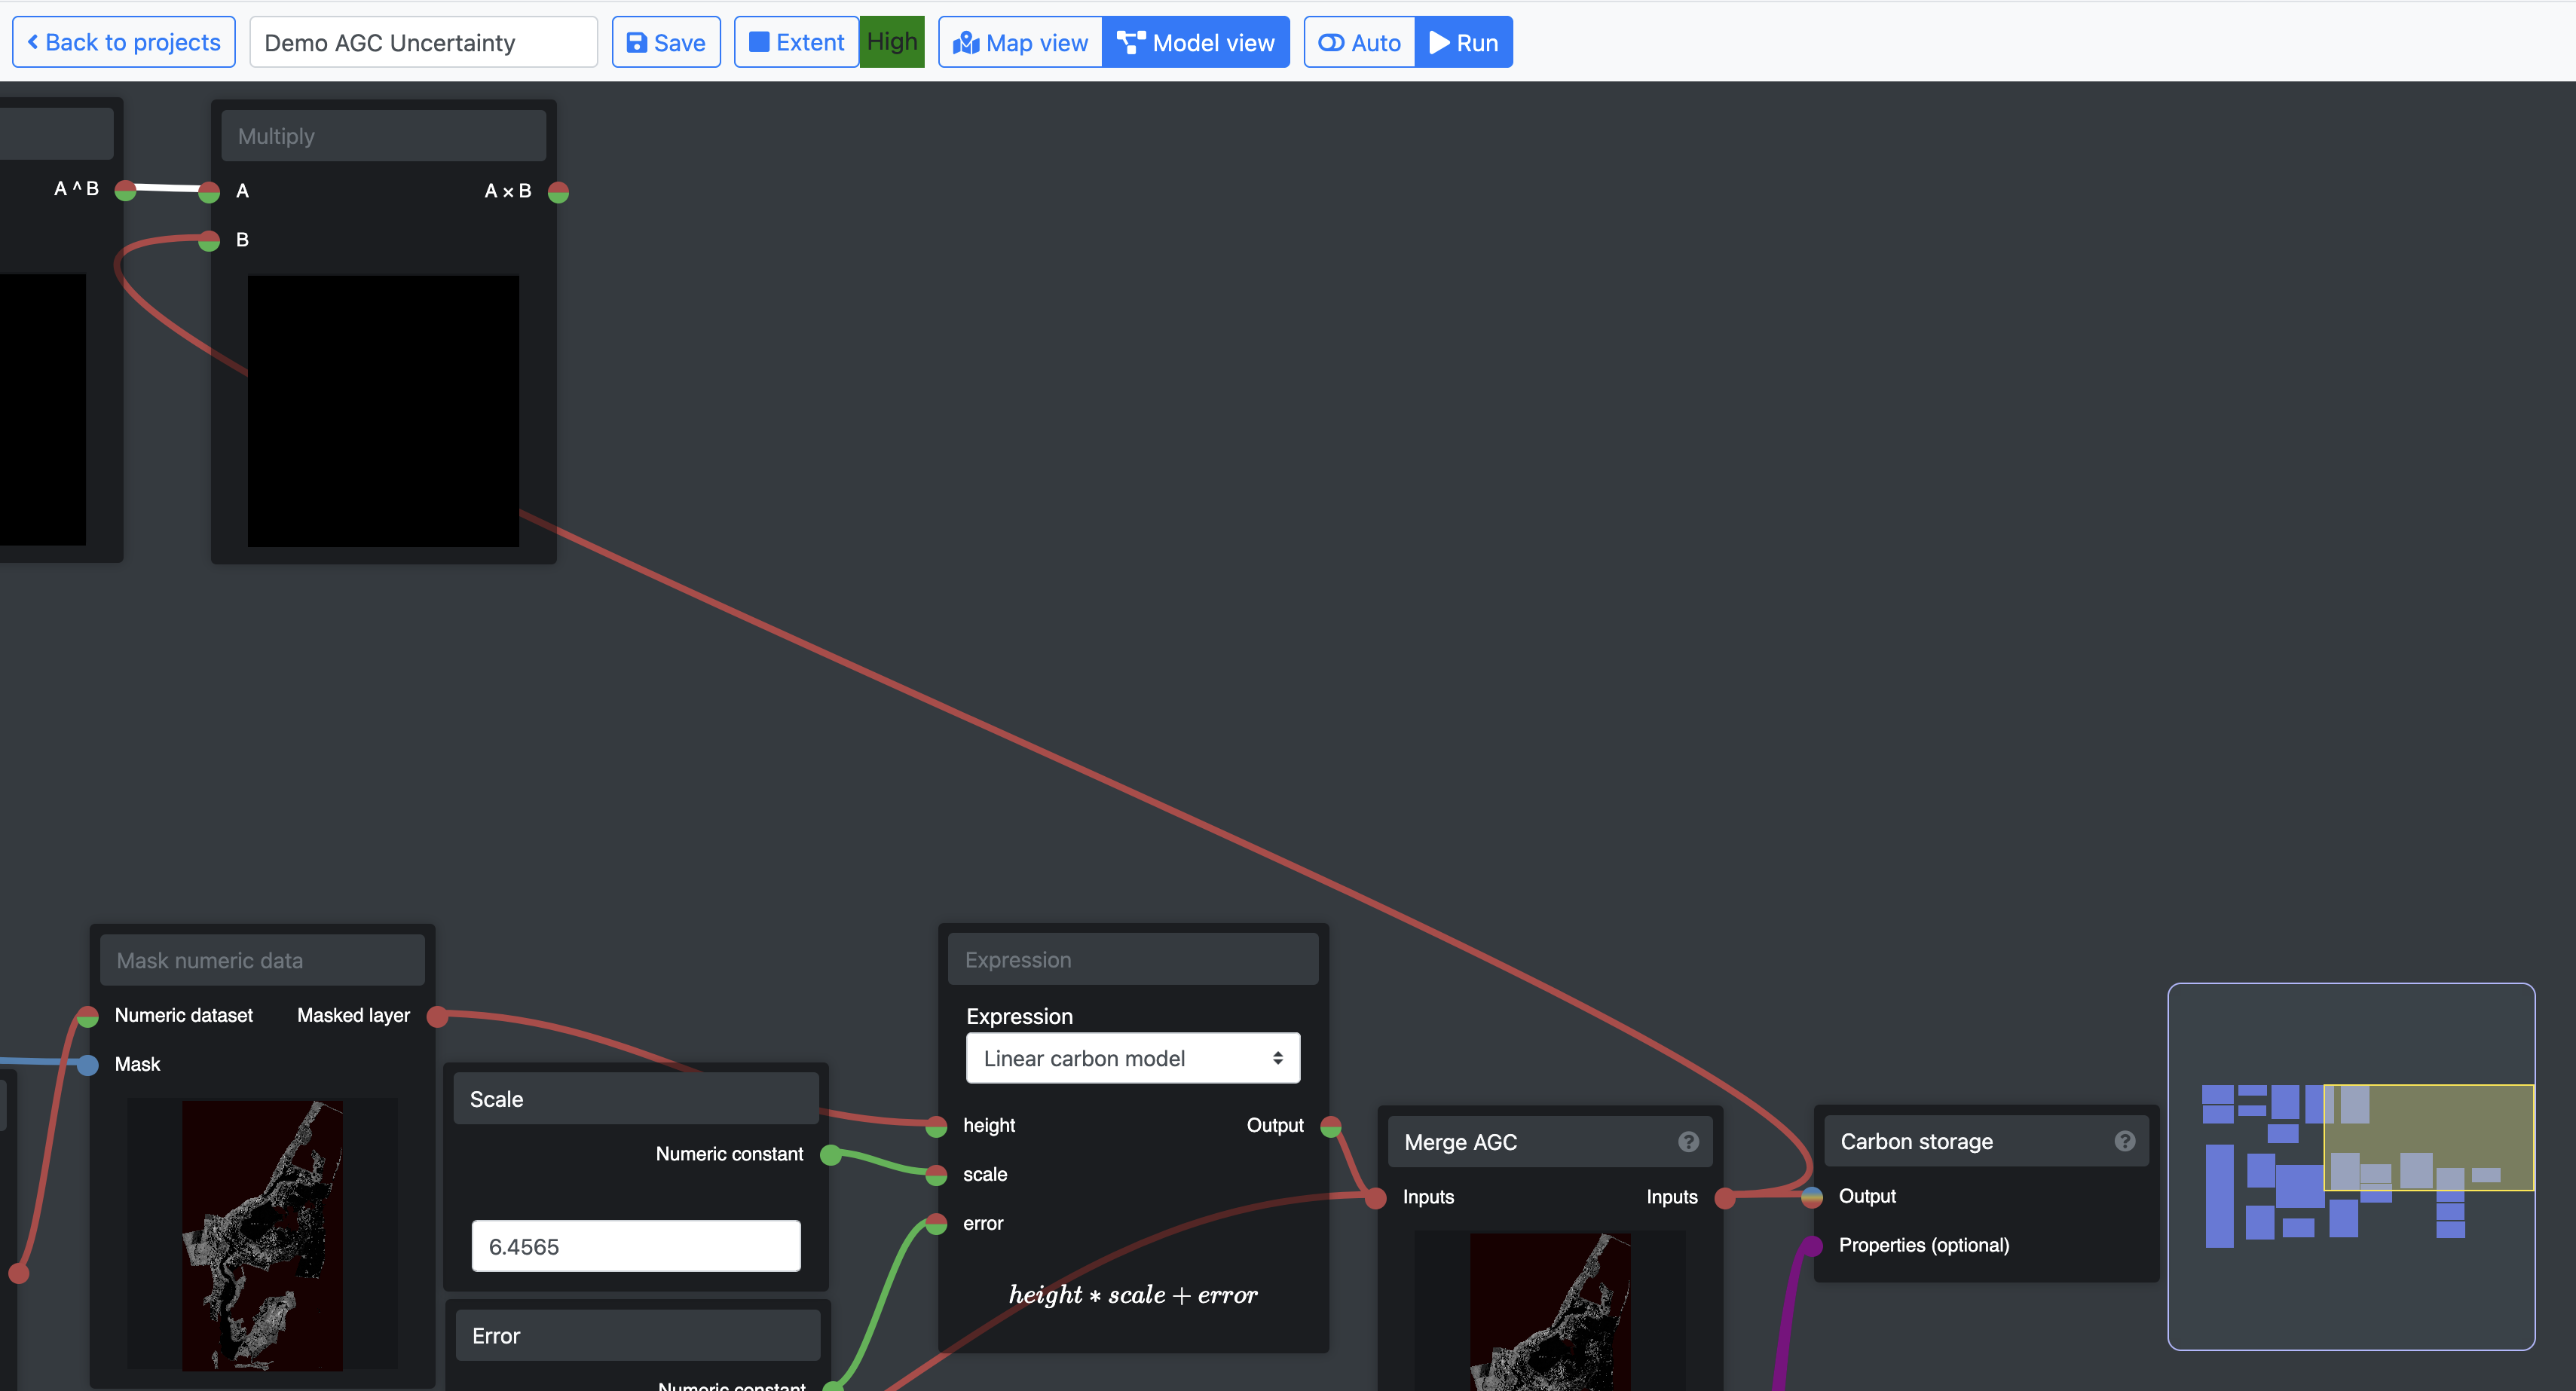 Back to projects
Demo AGC Uncertainty
Save
Extent
High
Map view
Model view
Auto
Run
Multiply
A ^ B
A
A × B
B
Mask numeric data
Numeric dataset
Masked layer
Mask
Scale
Numeric constant
6.4565
Error
Numeric constant
Expression
Expression
Linear carbon model
height
Output
scale
error
height * scale + error
Merge AGC
Inputs
Inputs
Carbon storage
Output
Properties (optional)